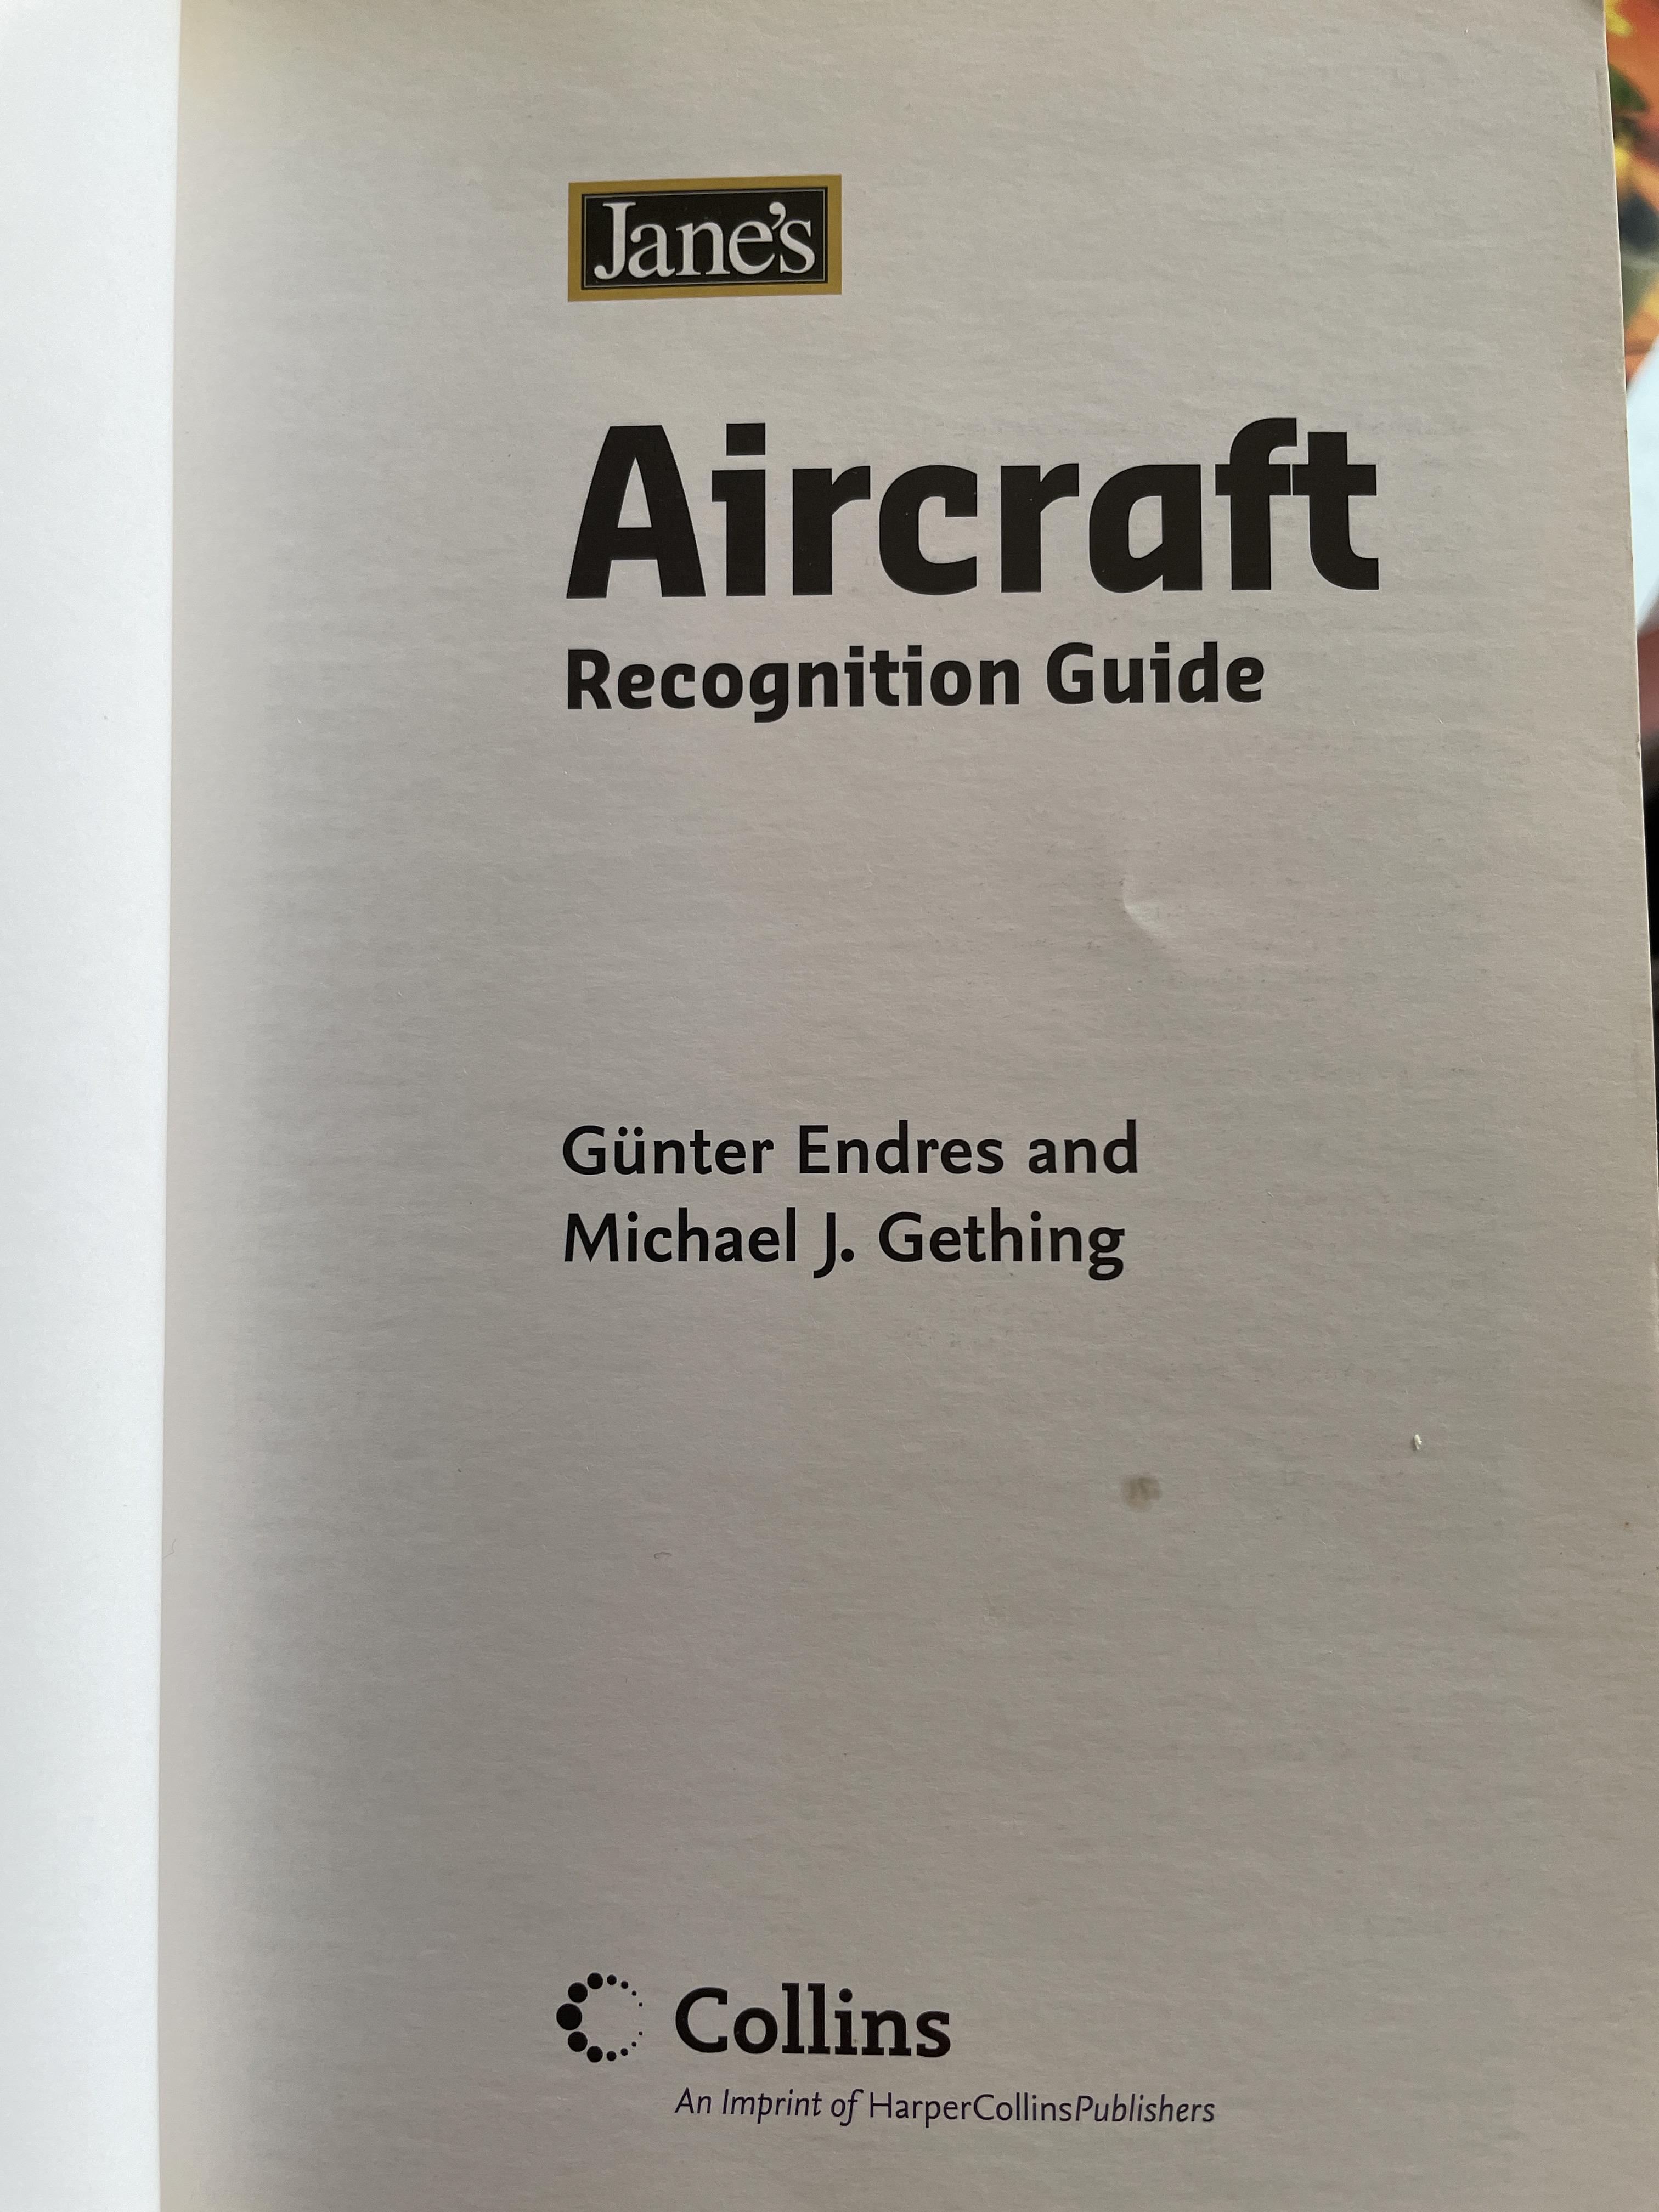 Jane's
Aircraft
Recognition Guide
Günter Endres and
Michael J. Gething
Collins
An Imprint of HarperCollinsPublishers